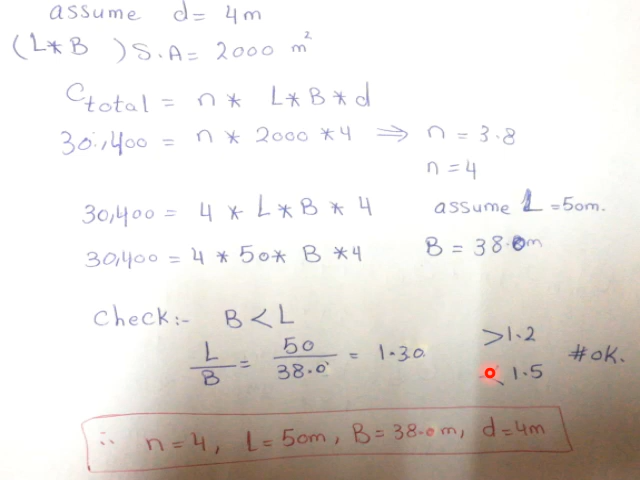 assume d = 4m
(L*B) S.A = 2000 m²
Ctotal = n * L*B*d
30,400 = n * 2000 *4 ⇒ n = 3.8
n = 4
30,400 = 4 * L*B * 4 assume L = 50m.
30,400 = 4 * 50* B *4 B = 38.0m
Check:- B < L
L/B = 50/38.0 = 1.30 >1.2 <1.5 #OK.
∴ n=4, L=50m, B=38.0m, d=4m